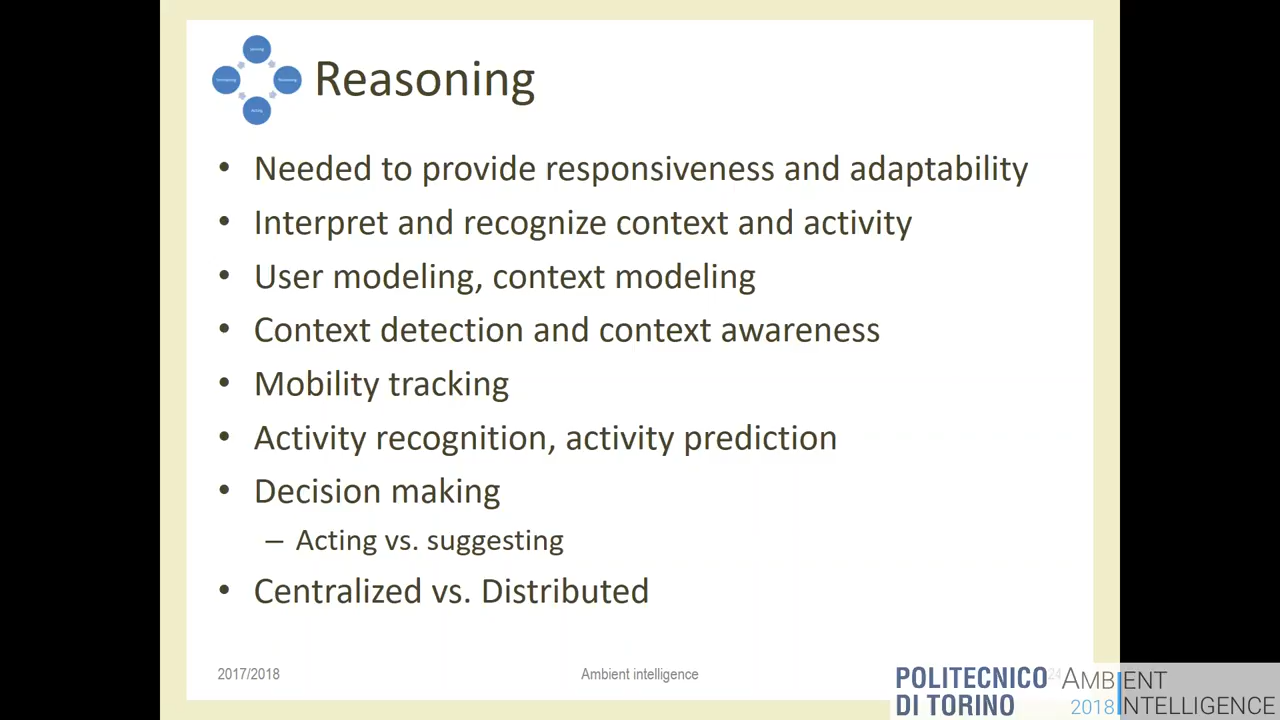 Reasoning
• Needed to provide responsiveness and adaptability
• Interpret and recognize context and activity
• User modeling, context modeling
• Context detection and context awareness
• Mobility tracking
• Activity recognition, activity prediction
• Decision making
– Acting vs. suggesting
• Centralized vs. Distributed
2017/2018
Ambient intelligence
24
POLITECNICO
DI TORINO
AMBIENT
2018 INTELLIGENCE